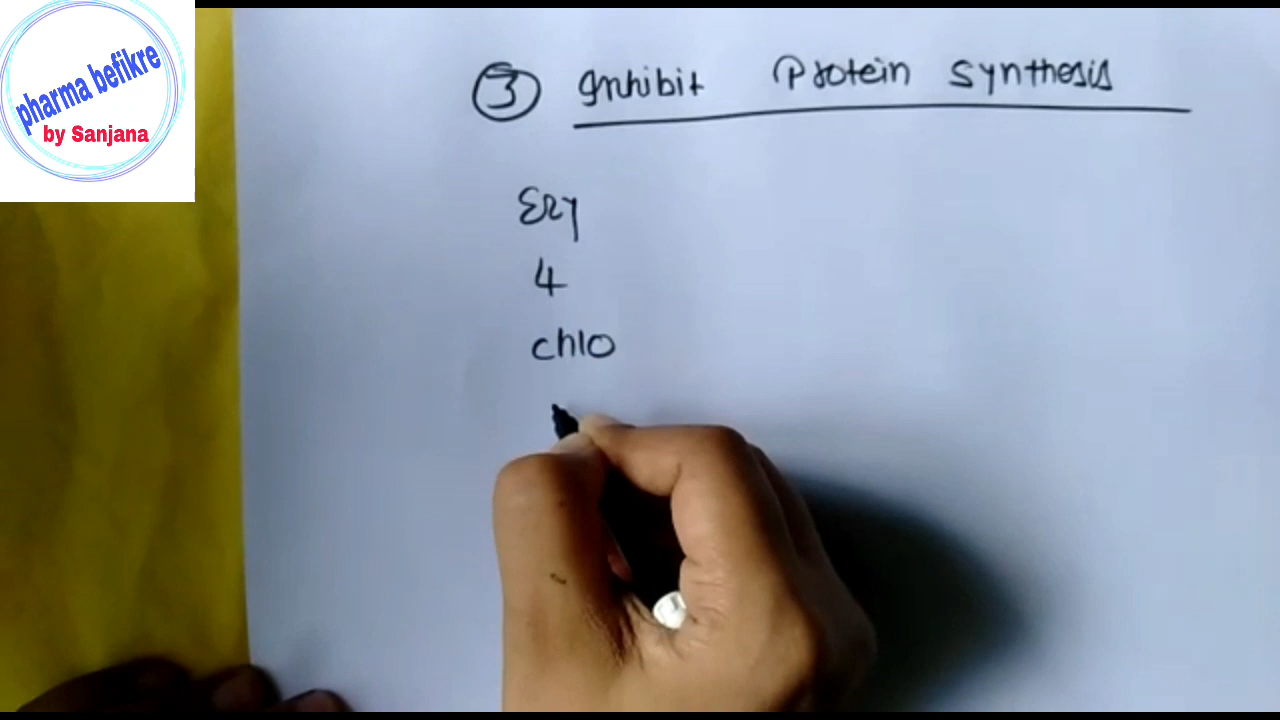 pharma befikre
by Sanjana
3 Inhibit Protein Synthesis
Ery
4
chlo